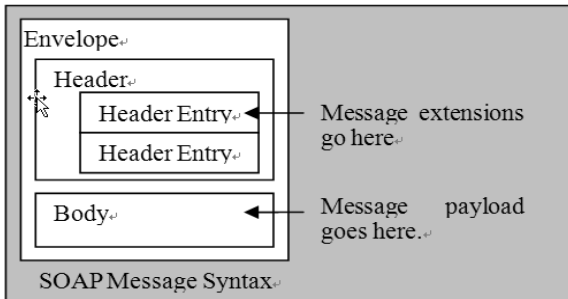 Envelope
Header
Header Entry
Header Entry
Message extensions
go here
Body
Message payload
goes here.
SOAP Message Syntax